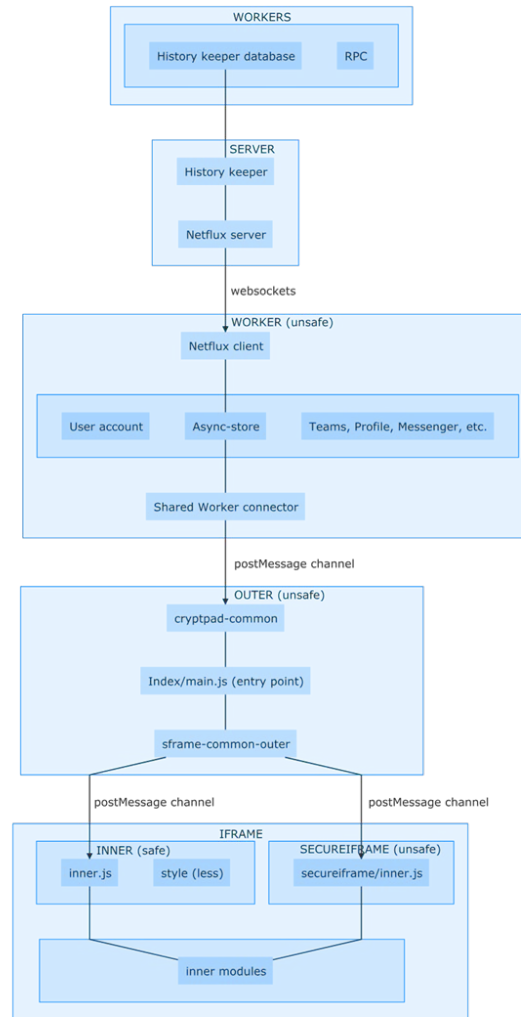 WORKERS
History keeper database
RPC
SERVER
History keeper
Netflux server
websockets
WORKER (unsafe)
Netflux client
User account
Async-store
Teams, Profile, Messenger, etc.
Shared Worker connector
postMessage channel
OUTER (unsafe)
cryptpad-common
Index/main.js (entry point)
sframe-common-outer
postMessage channel
postMessage channel
IFRAME
INNER (safe)
SECUREIFRAME (unsafe)
inner.js
style (less)
secureiframe/inner.js
inner modules